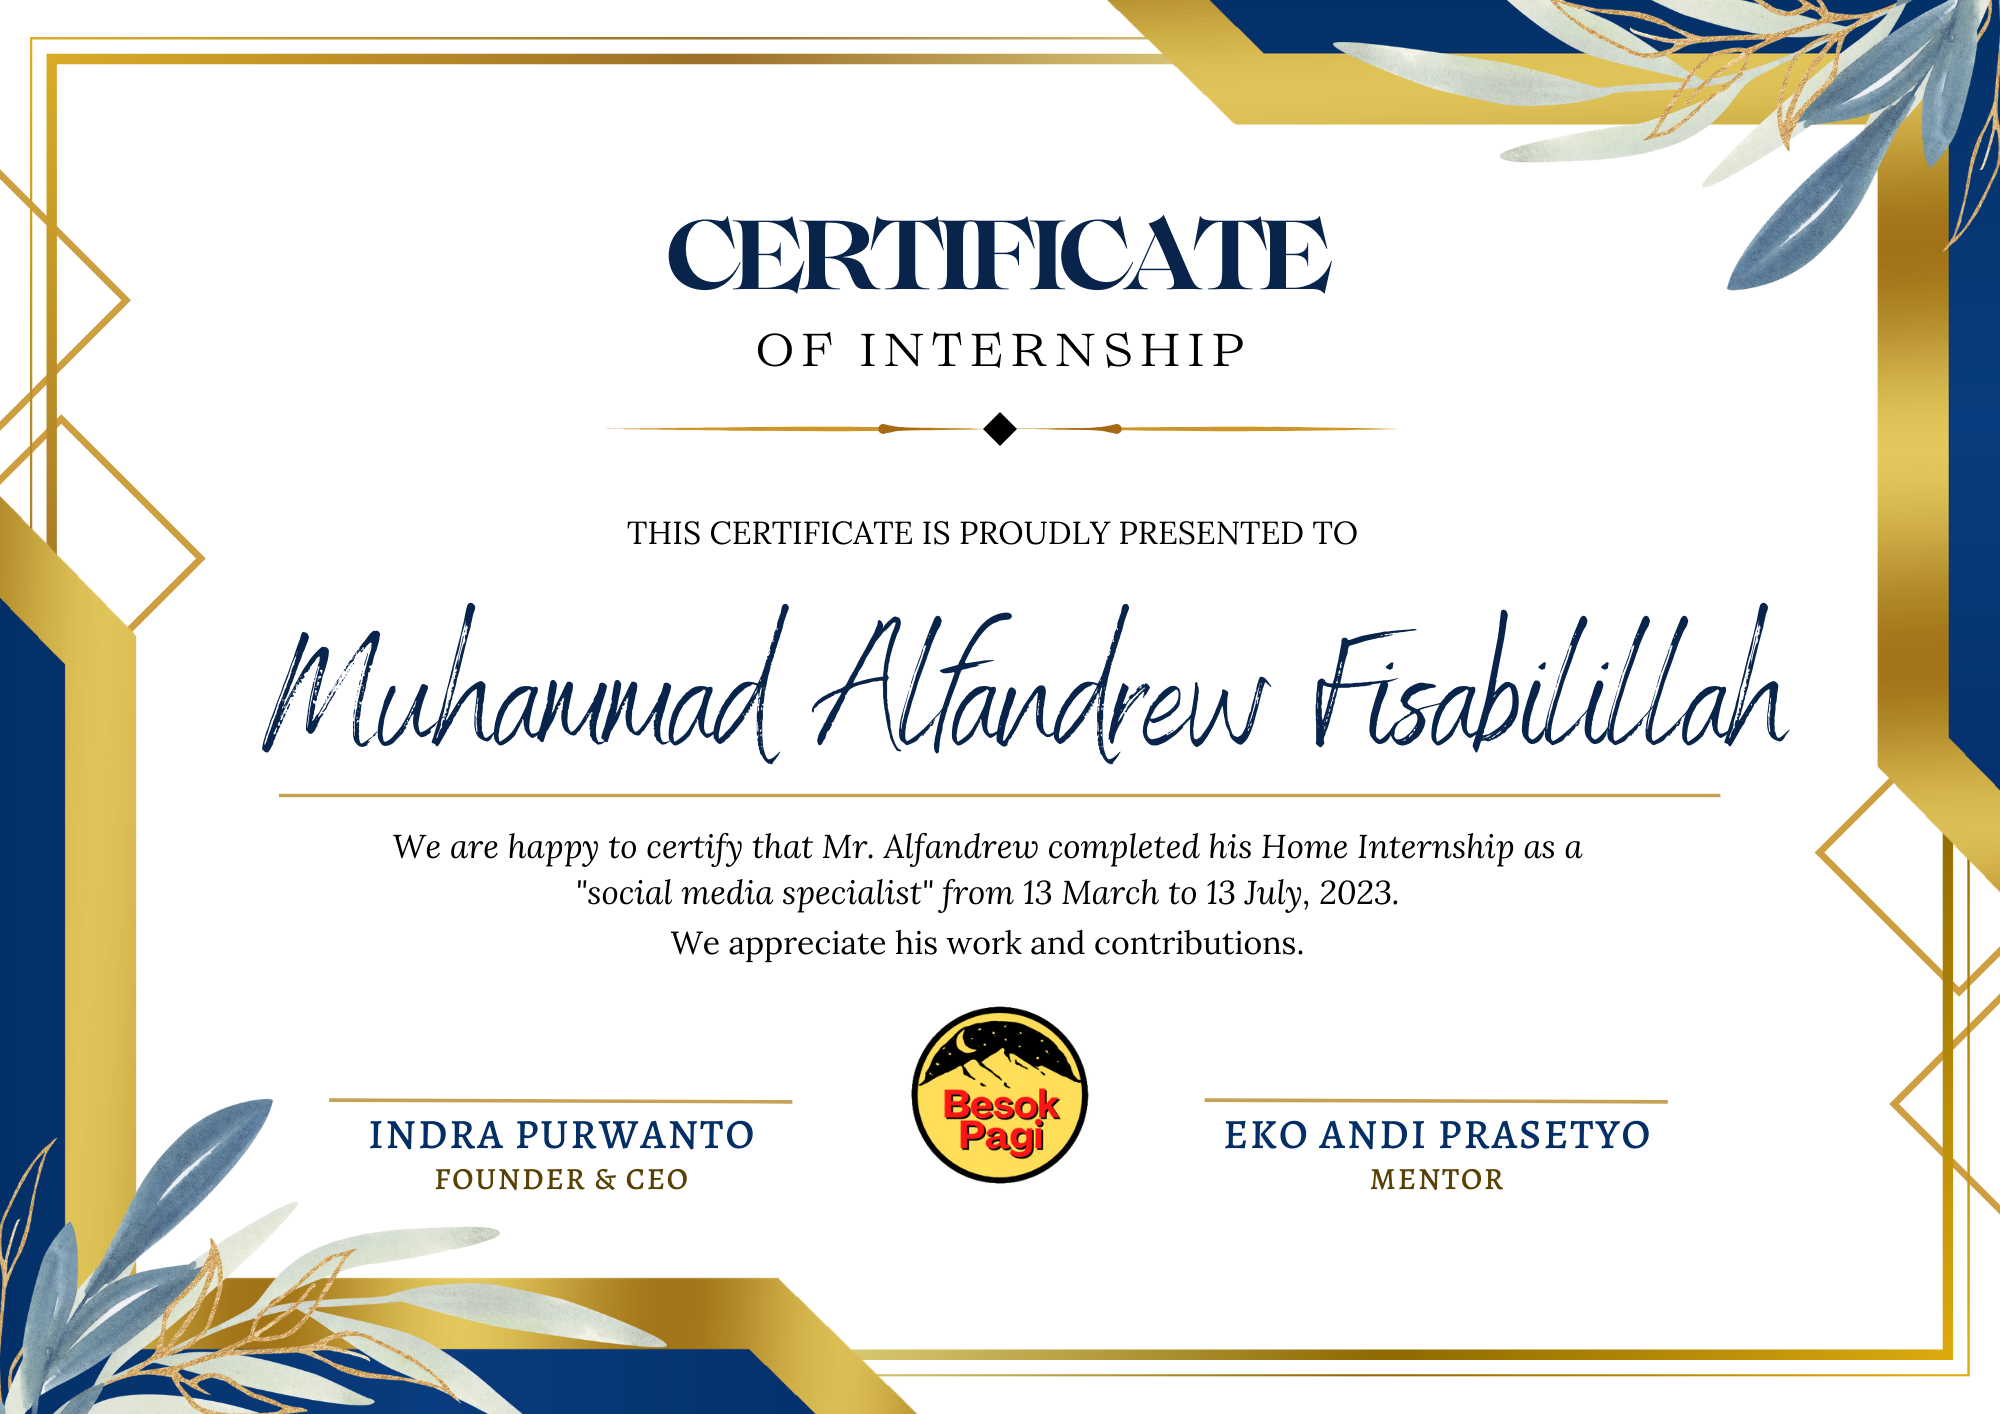 CERTIFICATE
OF INTERNSHIP
THIS CERTIFICATE IS PROUDLY PRESENTED TO
Muhammad Alfandrew Fisabilillah
We are happy to certify that Mr. Alfandrew completed his Home Internship as a
"social media specialist" from 13 March to 13 July, 2023.
We appreciate his work and contributions.
Besok
Pagi
INDRA PURWANTO
FOUNDER & CEO
EKO ANDI PRASETYO
MENTOR